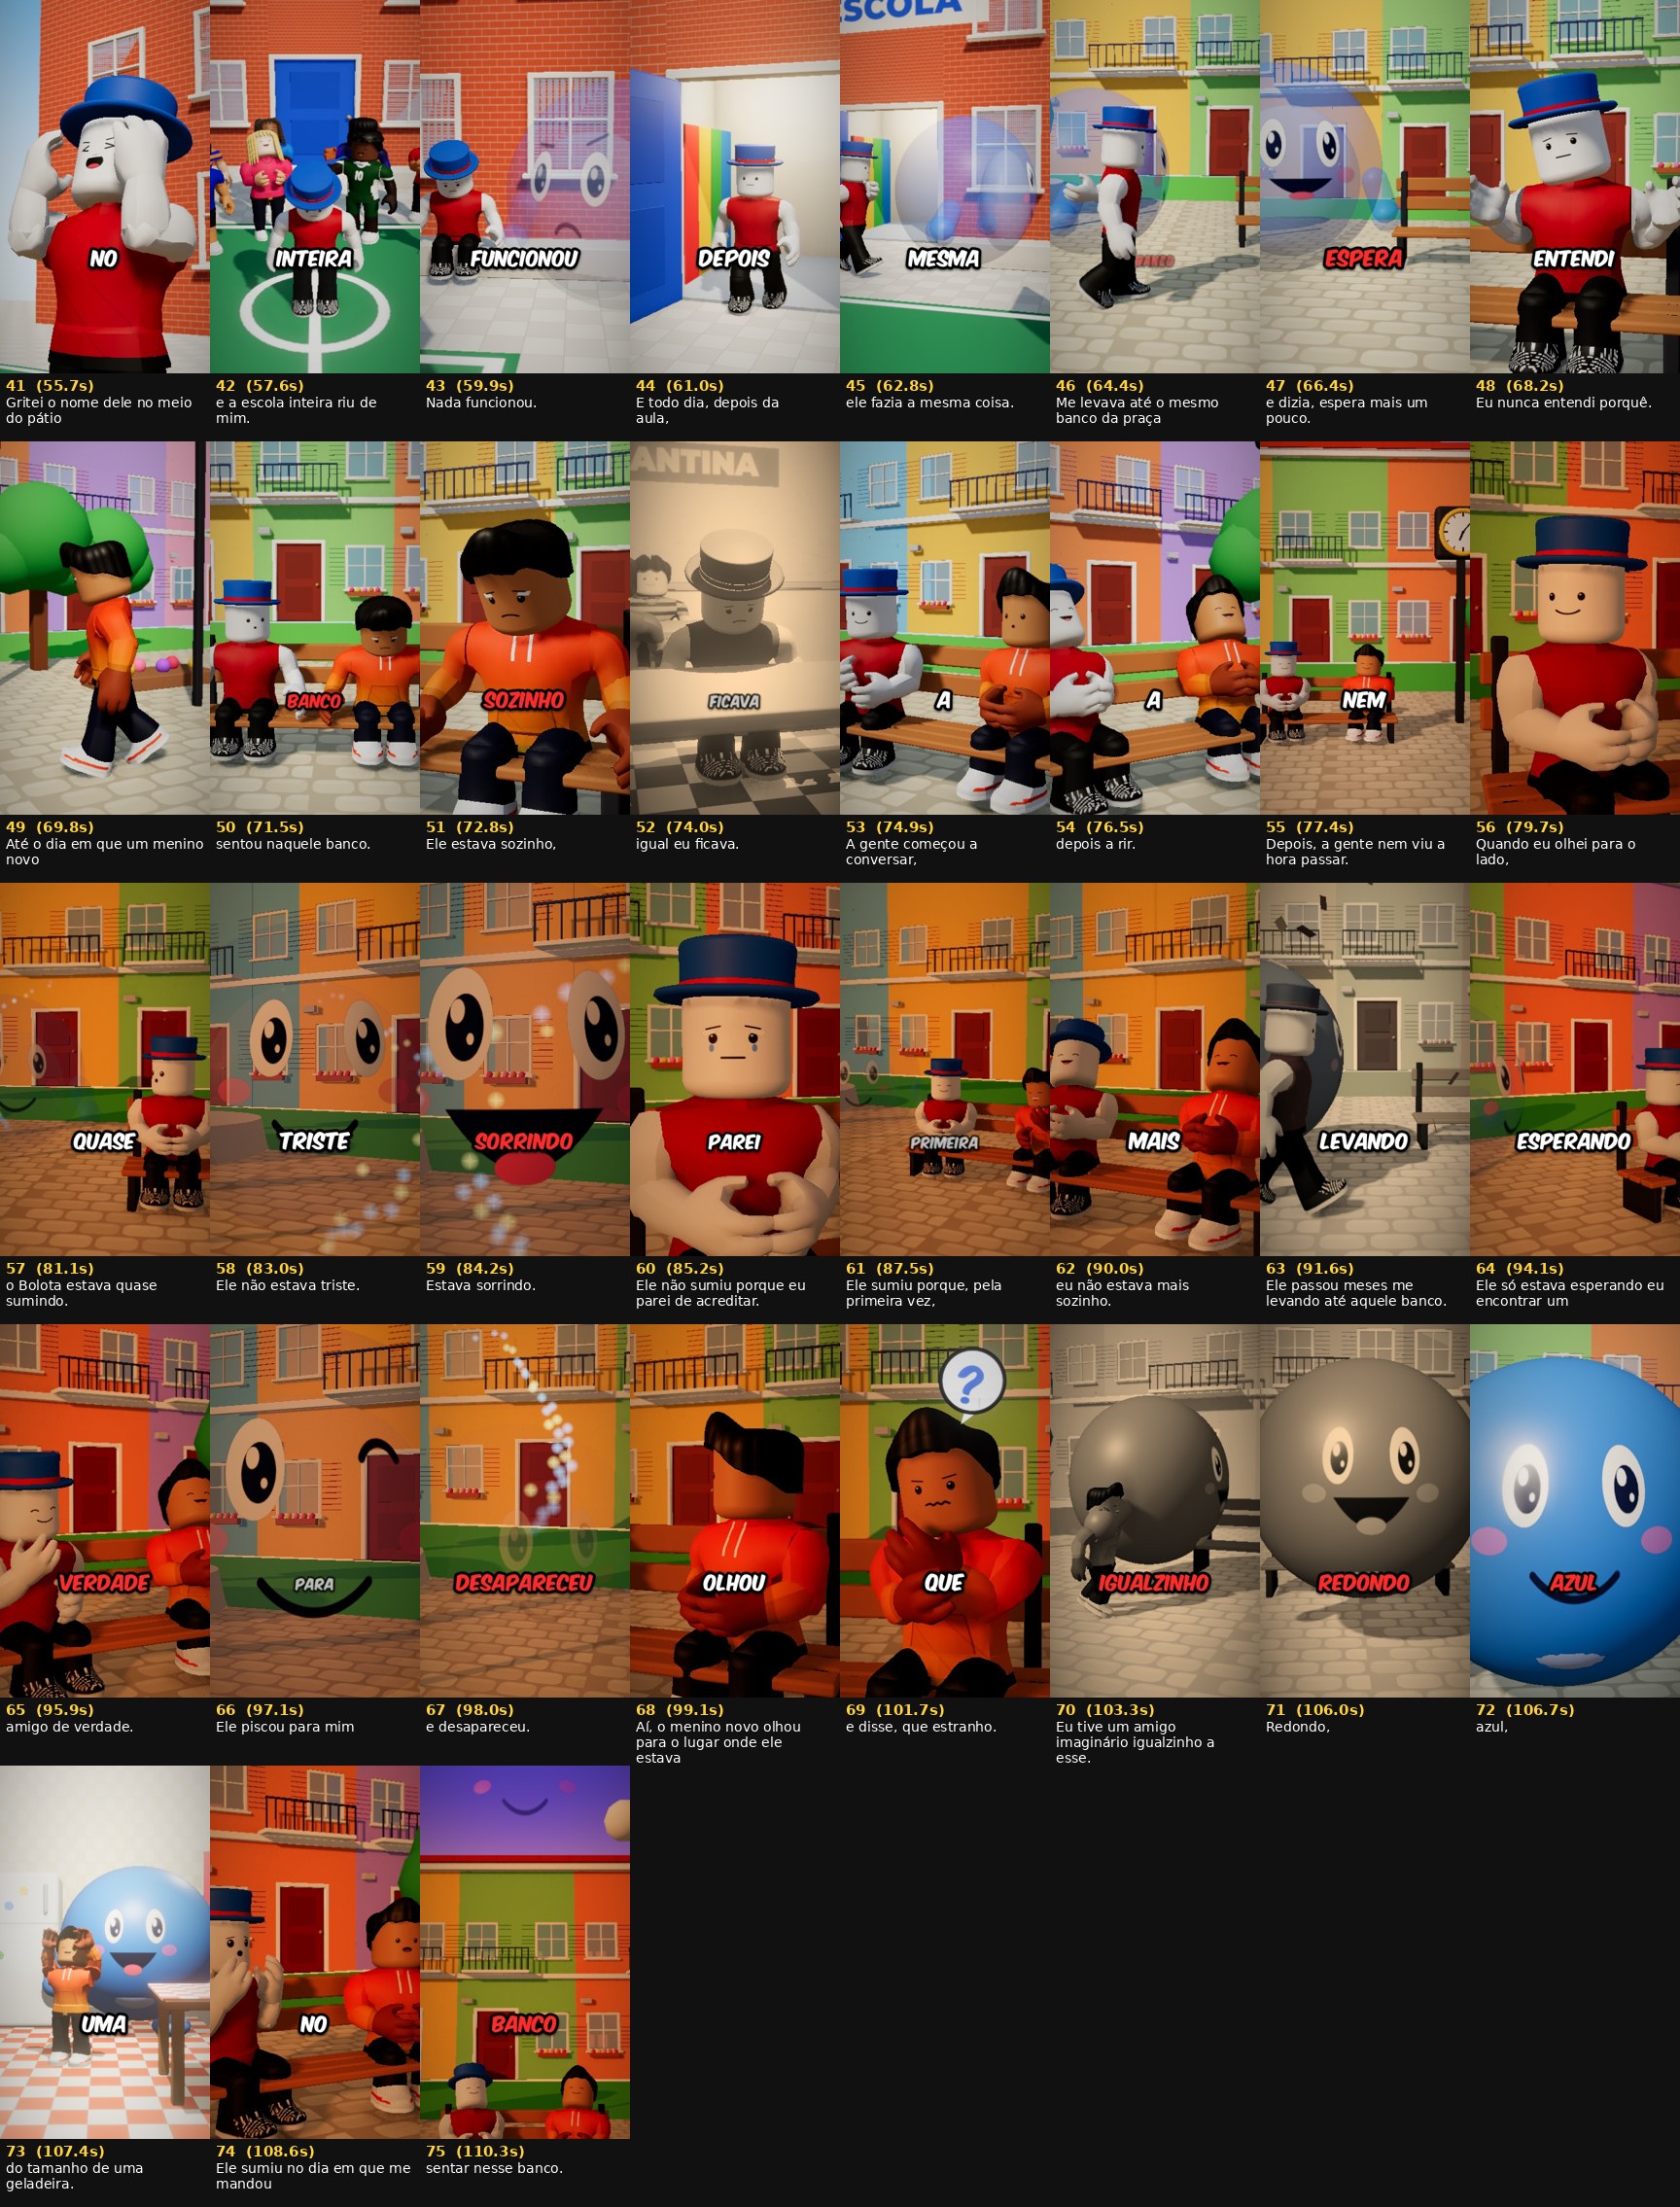 NO
INTEIRA
FUNCIONOU
DEPOIS
ESCOLA
MESMA
BANCO
ESPERA
ENTENDI
41 (55.7s)
Gritei o nome dele no meio
do pátio
42 (57.6s)
e a escola inteira riu de
mim.
43 (59.9s)
Nada funcionou.
44 (61.0s)
E todo dia, depois da
aula,
45 (62.8s)
ele fazia a mesma coisa.
46 (64.4s)
Me levava até o mesmo
banco da praça
47 (66.4s)
e dizia, espera mais um
pouco.
48 (68.2s)
Eu nunca entendi porquê.
BANCO
SOZINHO
ANTINA
FICAVA
A
A
NEM
49 (69.8s)
Até o dia em que um menino
novo
50 (71.5s)
sentou naquele banco.
51 (72.8s)
Ele estava sozinho,
52 (74.0s)
igual eu ficava.
53 (74.9s)
A gente começou a
conversar,
54 (76.5s)
depois a rir.
55 (77.4s)
Depois, a gente nem viu a
hora passar.
56 (79.7s)
Quando eu olhei para o
lado,
QUASE
TRISTE
SORRINDO
PAREI
PRIMEIRA
MAIS
LEVANDO
ESPERANDO
57 (81.1s)
o Bolota estava quase
sumindo.
58 (83.0s)
Ele não estava triste.
59 (84.2s)
Estava sorrindo.
60 (85.2s)
Ele não sumiu porque eu
parei de acreditar.
61 (87.5s)
Ele sumiu porque, pela
primeira vez,
62 (90.0s)
eu não estava mais
sozinho.
63 (91.6s)
Ele passou meses me
levando até aquele banco.
64 (94.1s)
Ele só estava esperando eu
encontrar um
VERDADE
PARA
DESAPARECEU
OLHOU
?
QUE
IGUALZINHO
REDONDO
AZUL
65 (95.9s)
amigo de verdade.
66 (97.1s)
Ele piscou para mim
67 (98.0s)
e desapareceu.
68 (99.1s)
Aí, o menino novo olhou
para o lugar onde ele
estava
69 (101.7s)
e disse, que estranho.
70 (103.3s)
Eu tive um amigo
imaginário igualzinho a
esse.
71 (106.0s)
Redondo,
72 (106.7s)
azul,
UMA
NO
BANCO
73 (107.4s)
do tamanho de uma
geladeira.
74 (108.6s)
Ele sumiu no dia em que me
mandou
75 (110.3s)
sentar nesse banco.